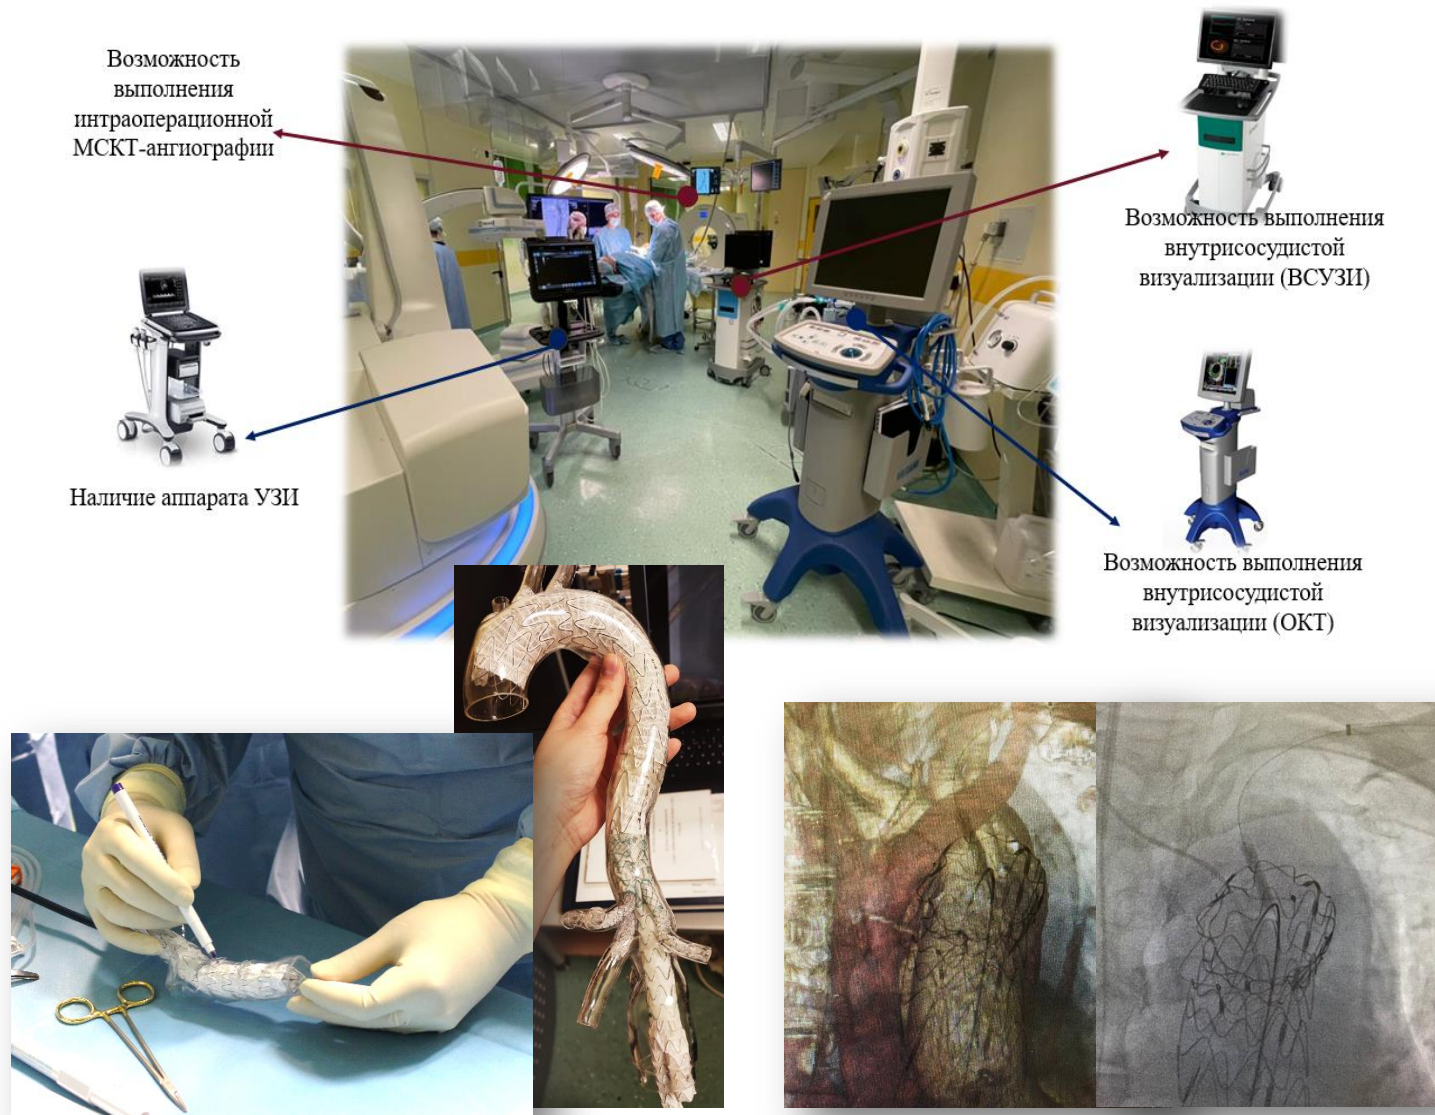 Возможность
выполнения
интраоперационной
МСКТ-ангиографии
Возможность выполнения
внутрисосудистой
визуализации (ВСУЗИ)
Наличие аппарата УЗИ
Возможность выполнения
внутрисосудистой
визуализации (ОКТ)